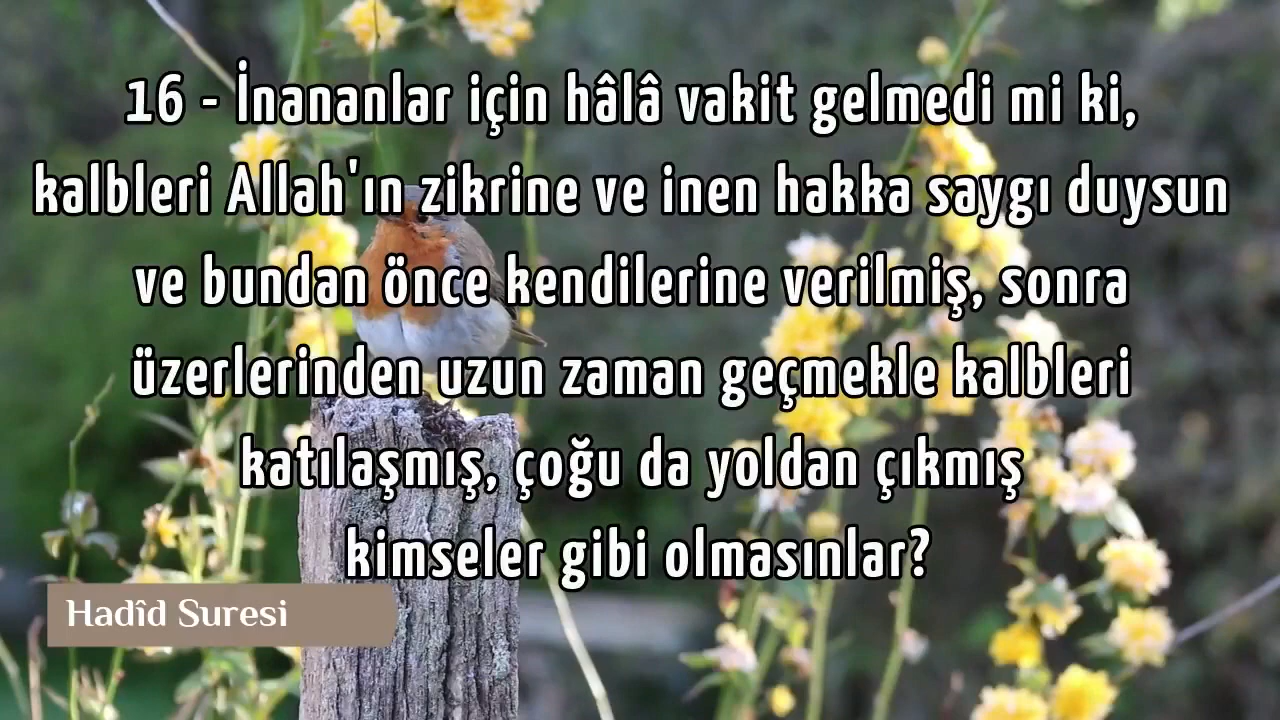 16 - İnananlar için hâlâ vakit gelmedi mi ki,
kalbleri Allah'ın zikrine ve inen hakka saygı duysun
ve bundan önce kendilerine verilmiş, sonra
üzerlerinden uzun zaman geçmekle kalbleri
katılaşmış, çoğu da yoldan çıkmış
kimseler gibi olmasınlar?
Hadîd Suresi